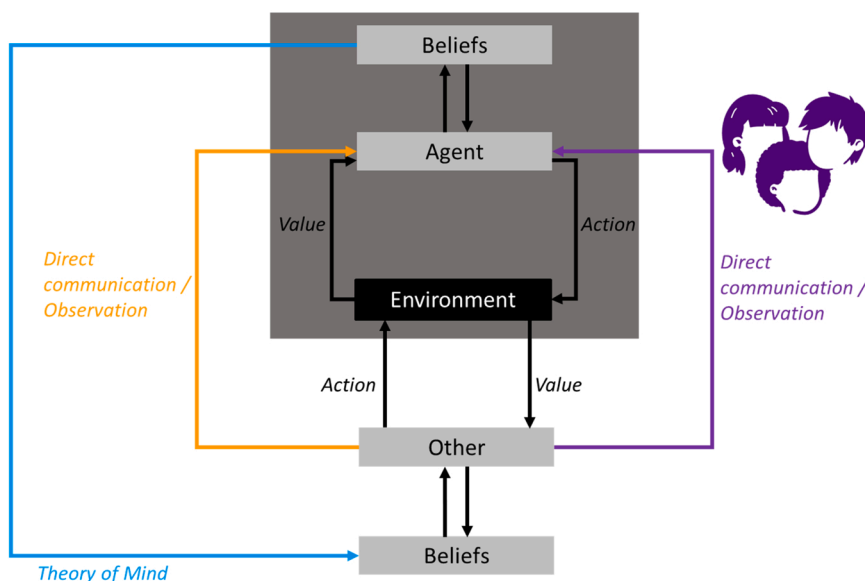 Beliefs
Agent
Value
Action
Direct
communication /
Observation
Direct
communication /
Observation
Environment
Action
Value
Other
Beliefs
Theory of Mind